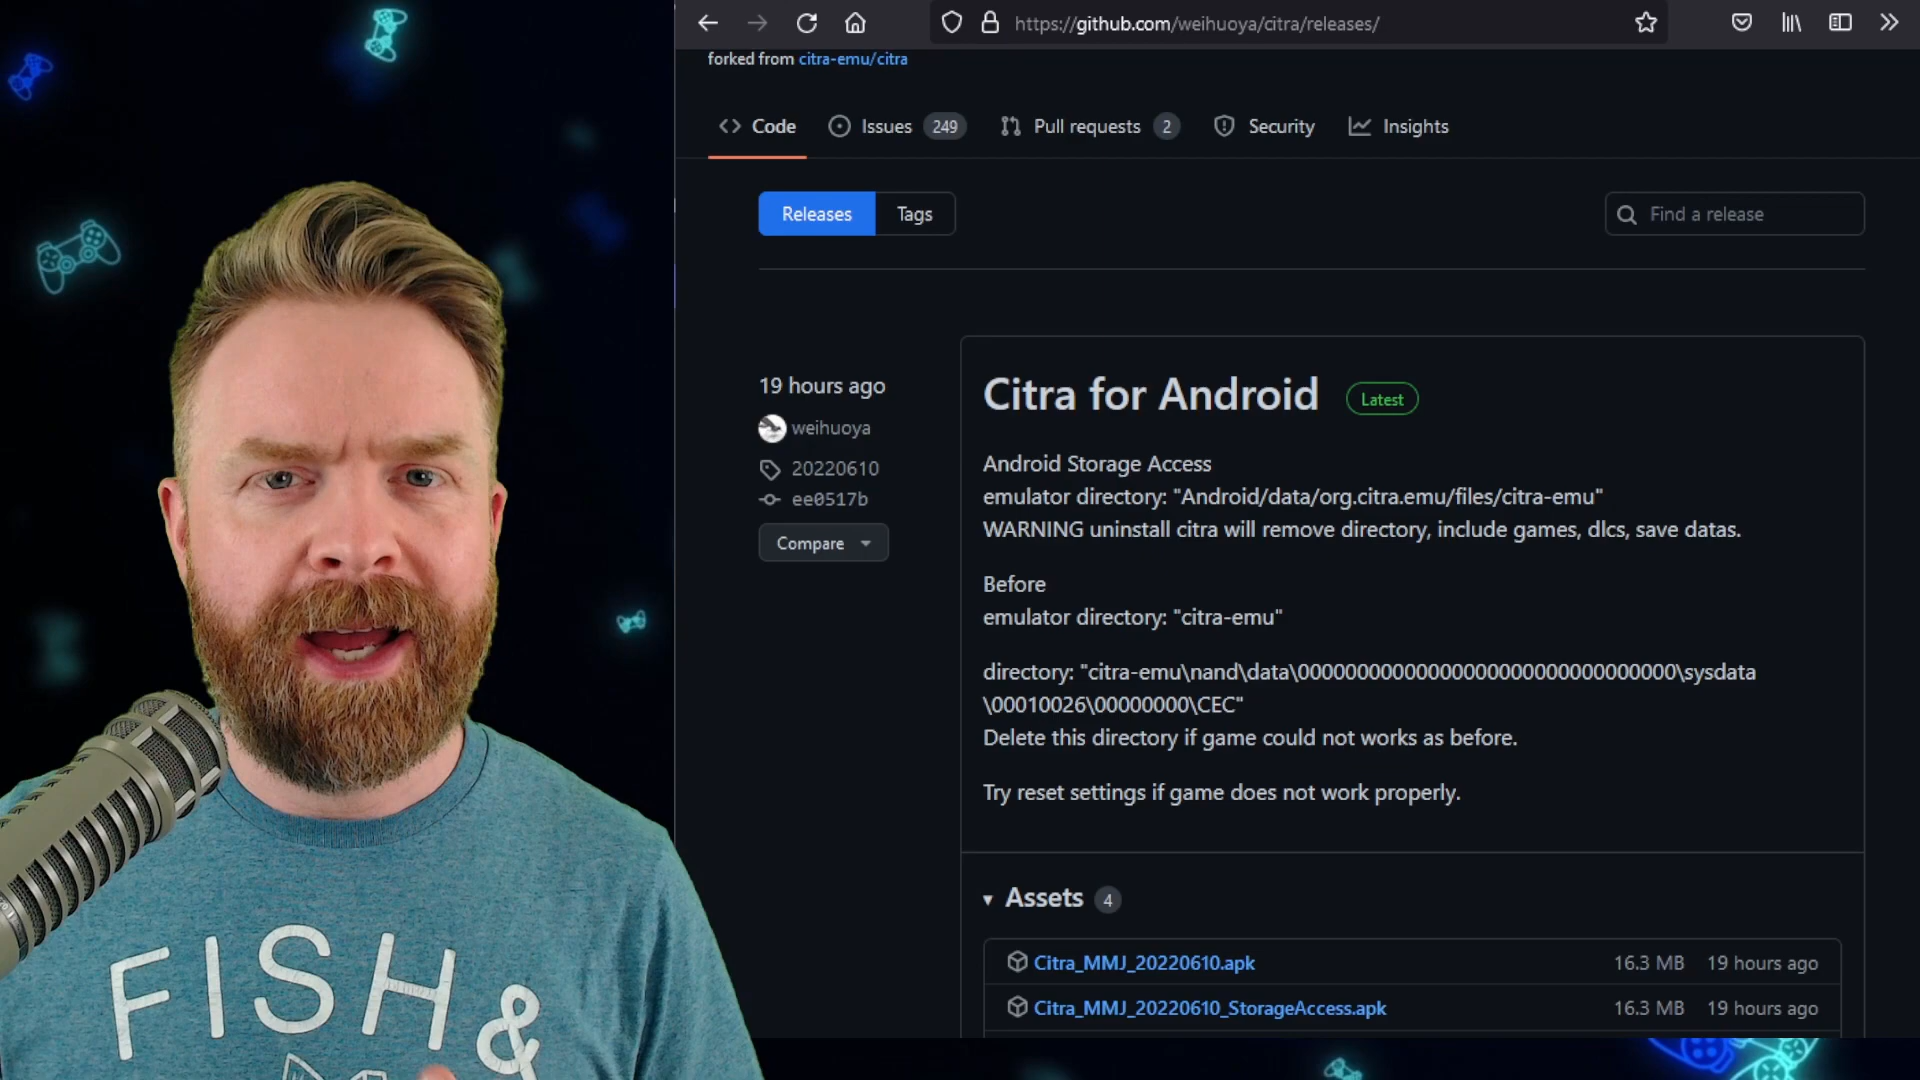 https://github.com/weihuoya/citra/releases/
forked from citra-emu/citra
Code
Issues 249
Pull requests 2
Security
Insights
Releases
Tags
Find a release
19 hours ago
weihuoya
20220610
ee0517b
Compare
Citra for Android Latest
Android Storage Access
emulator directory: "Android/data/org.citra.emu/files/citra-emu"
WARNING uninstall citra will remove directory, include games, dlcs, save datas.
Before
emulator directory: "citra-emu"
directory: "citra-emu\nand\data\00000000000000000000000000000000\sysdata
\00010026\00000000\CEC"
Delete this directory if game could not works as before.
Try reset settings if game does not work properly.
Assets 4
Citra_MMJ_20220610.apk 16.3 MB 19 hours ago
Citra_MMJ_20220610_StorageAccess.apk 16.3 MB 19 hours ago
FISH &